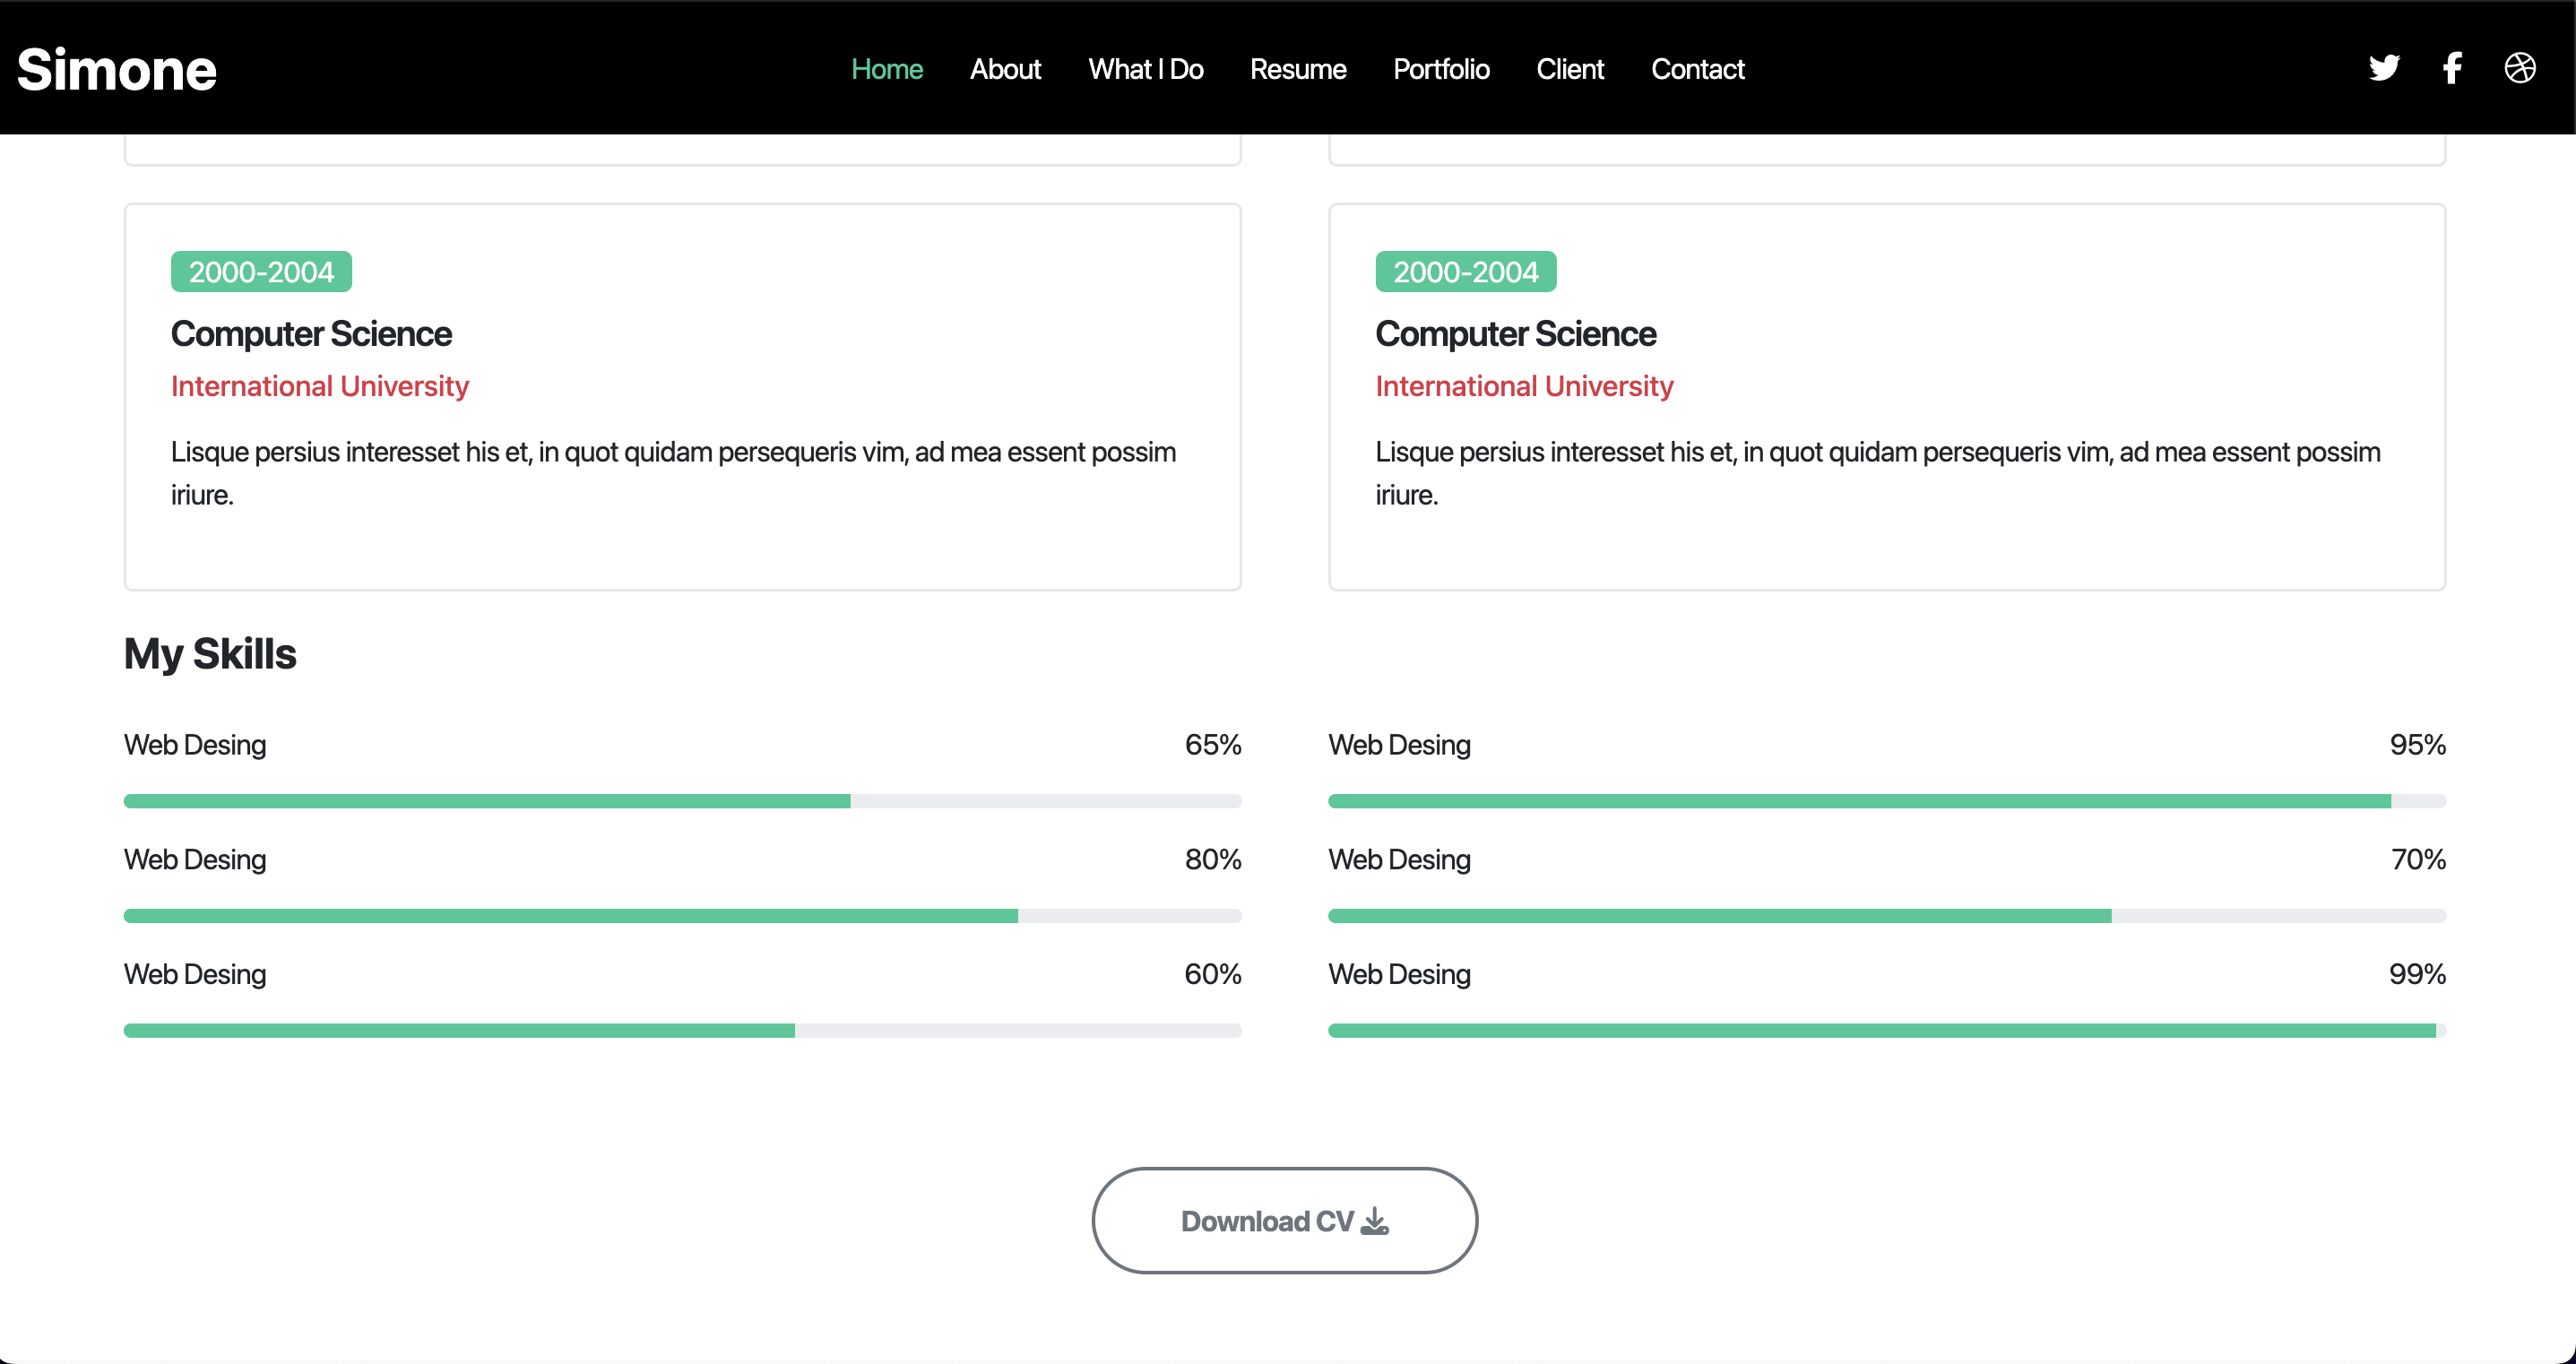 Simone
Home About What I Do Resume Portfolio Client Contact
2000-2004
Computer Science
International University
Lisque persius interesset his et, in quot quidam persequeris vim, ad mea essent possim
iriure.
2000-2004
Computer Science
International University
Lisque persius interesset his et, in quot quidam persequeris vim, ad mea essent possim
iriure.
My Skills
Web Desing 65%
Web Desing 80%
Web Desing 60%
Web Desing 95%
Web Desing 70%
Web Desing 99%
Download CV